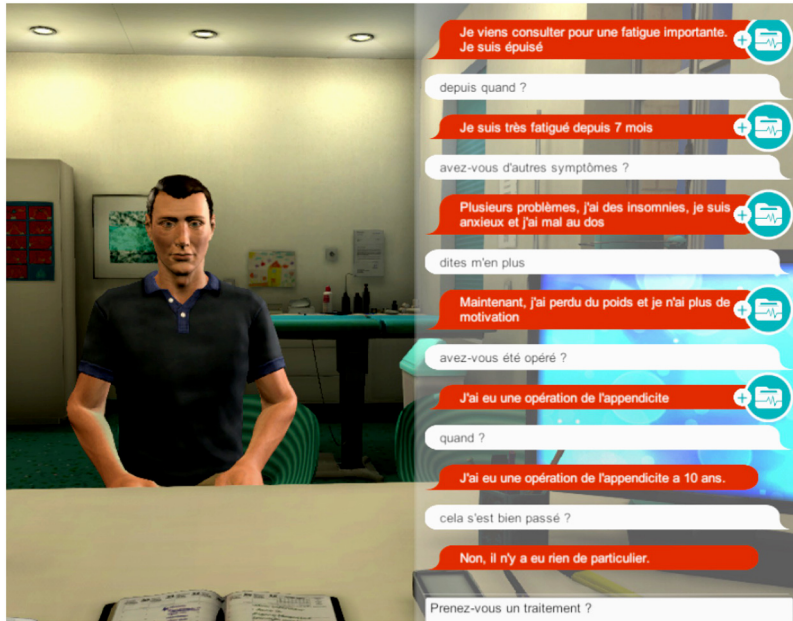 Je viens consulter pour une fatigue importante.
Je suis épuisé
depuis quand ?
Je suis très fatigué depuis 7 mois
avez-vous d'autres symptômes ?
Plusieurs problèmes, j'ai des insomnies, je suis
anxieux et j'ai mal au dos
dites m'en plus
Maintenant, j'ai perdu du poids et je n'ai plus de
motivation
avez-vous été opéré ?
J'ai eu une opération de l'appendicite
quand ?
J'ai eu une opération de l'appendicite a 10 ans.
cela s'est bien passé ?
Non, il n'y a eu rien de particulier.
Prenez-vous un traitement ?